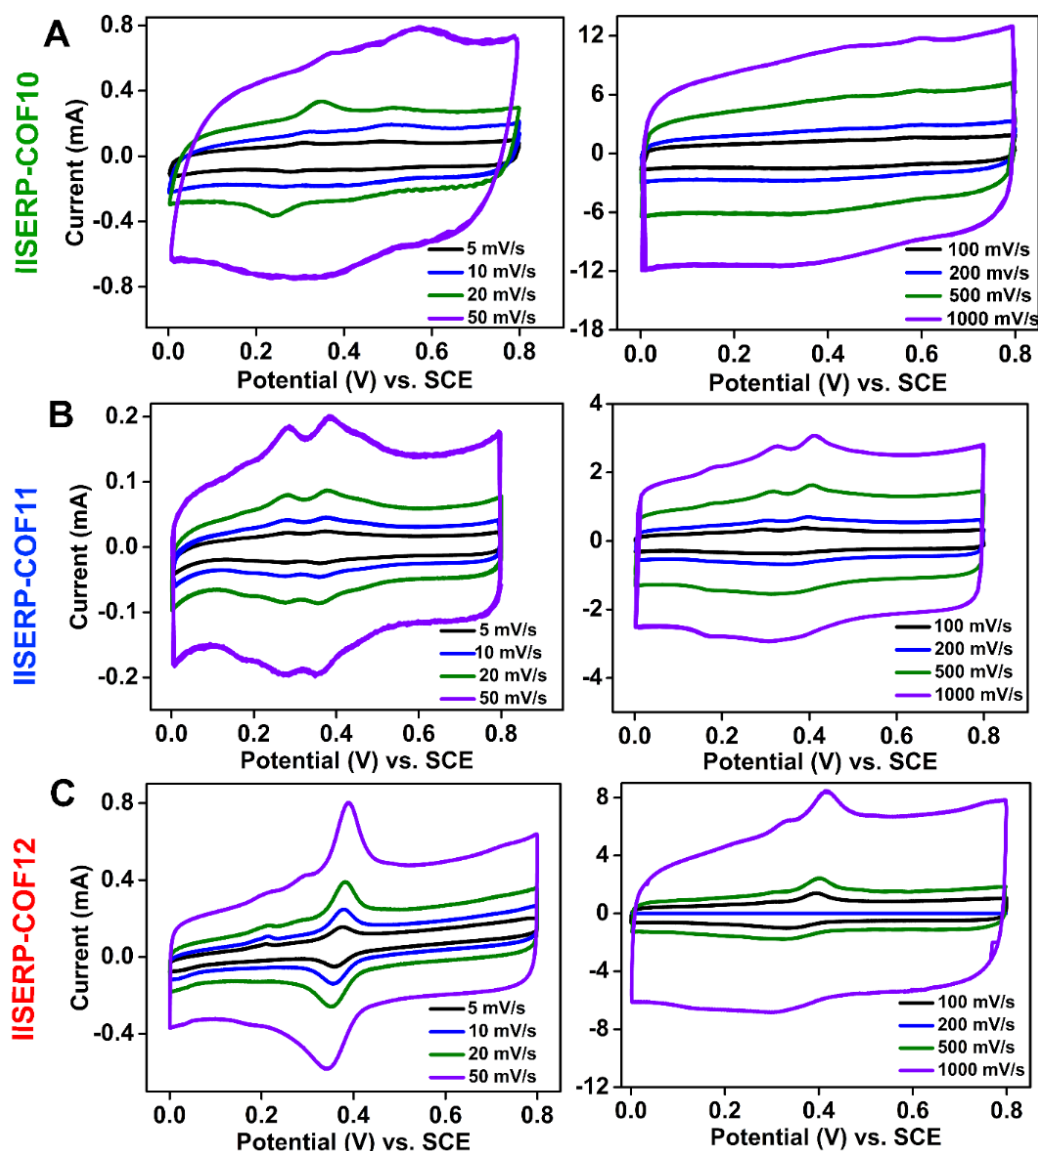 A
IISERP-COF10
Current (mA)
0.8
0.4
0.0
-0.4
-0.8
5 mV/s
10 mV/s
20 mV/s
50 mV/s
0.0 0.2 0.4 0.6 0.8
Potential (V) vs. SCE
12
6
0
-6
-12
-18
100 mV/s
200 mv/s
500 mV/s
1000 mV/s
0.0 0.2 0.4 0.6 0.8
Potential (V) vs. SCE
B
IISERP-COF11
Current (mA)
0.2
0.1
0.0
-0.1
-0.2
5 mV/s
10 mV/s
20 mV/s
50 mV/s
0.0 0.2 0.4 0.6 0.8
Potential (V) vs. SCE
4
2
0
-2
-4
100 mV/s
200 mV/s
500 mV/s
1000 mV/s
0.0 0.2 0.4 0.6 0.8
Potential (V) vs. SCE
C
IISERP-COF12
Current (mA)
0.8
0.4
0.0
-0.4
5 mV/s
10 mV/s
20 mV/s
50 mV/s
0.0 0.2 0.4 0.6 0.8
Potential (V) vs. SCE
8
4
0
-4
-8
-12
100 mV/s
200 mV/s
500 mV/s
1000 mV/s
0.0 0.2 0.4 0.6 0.8
Potential (V) vs. SCE